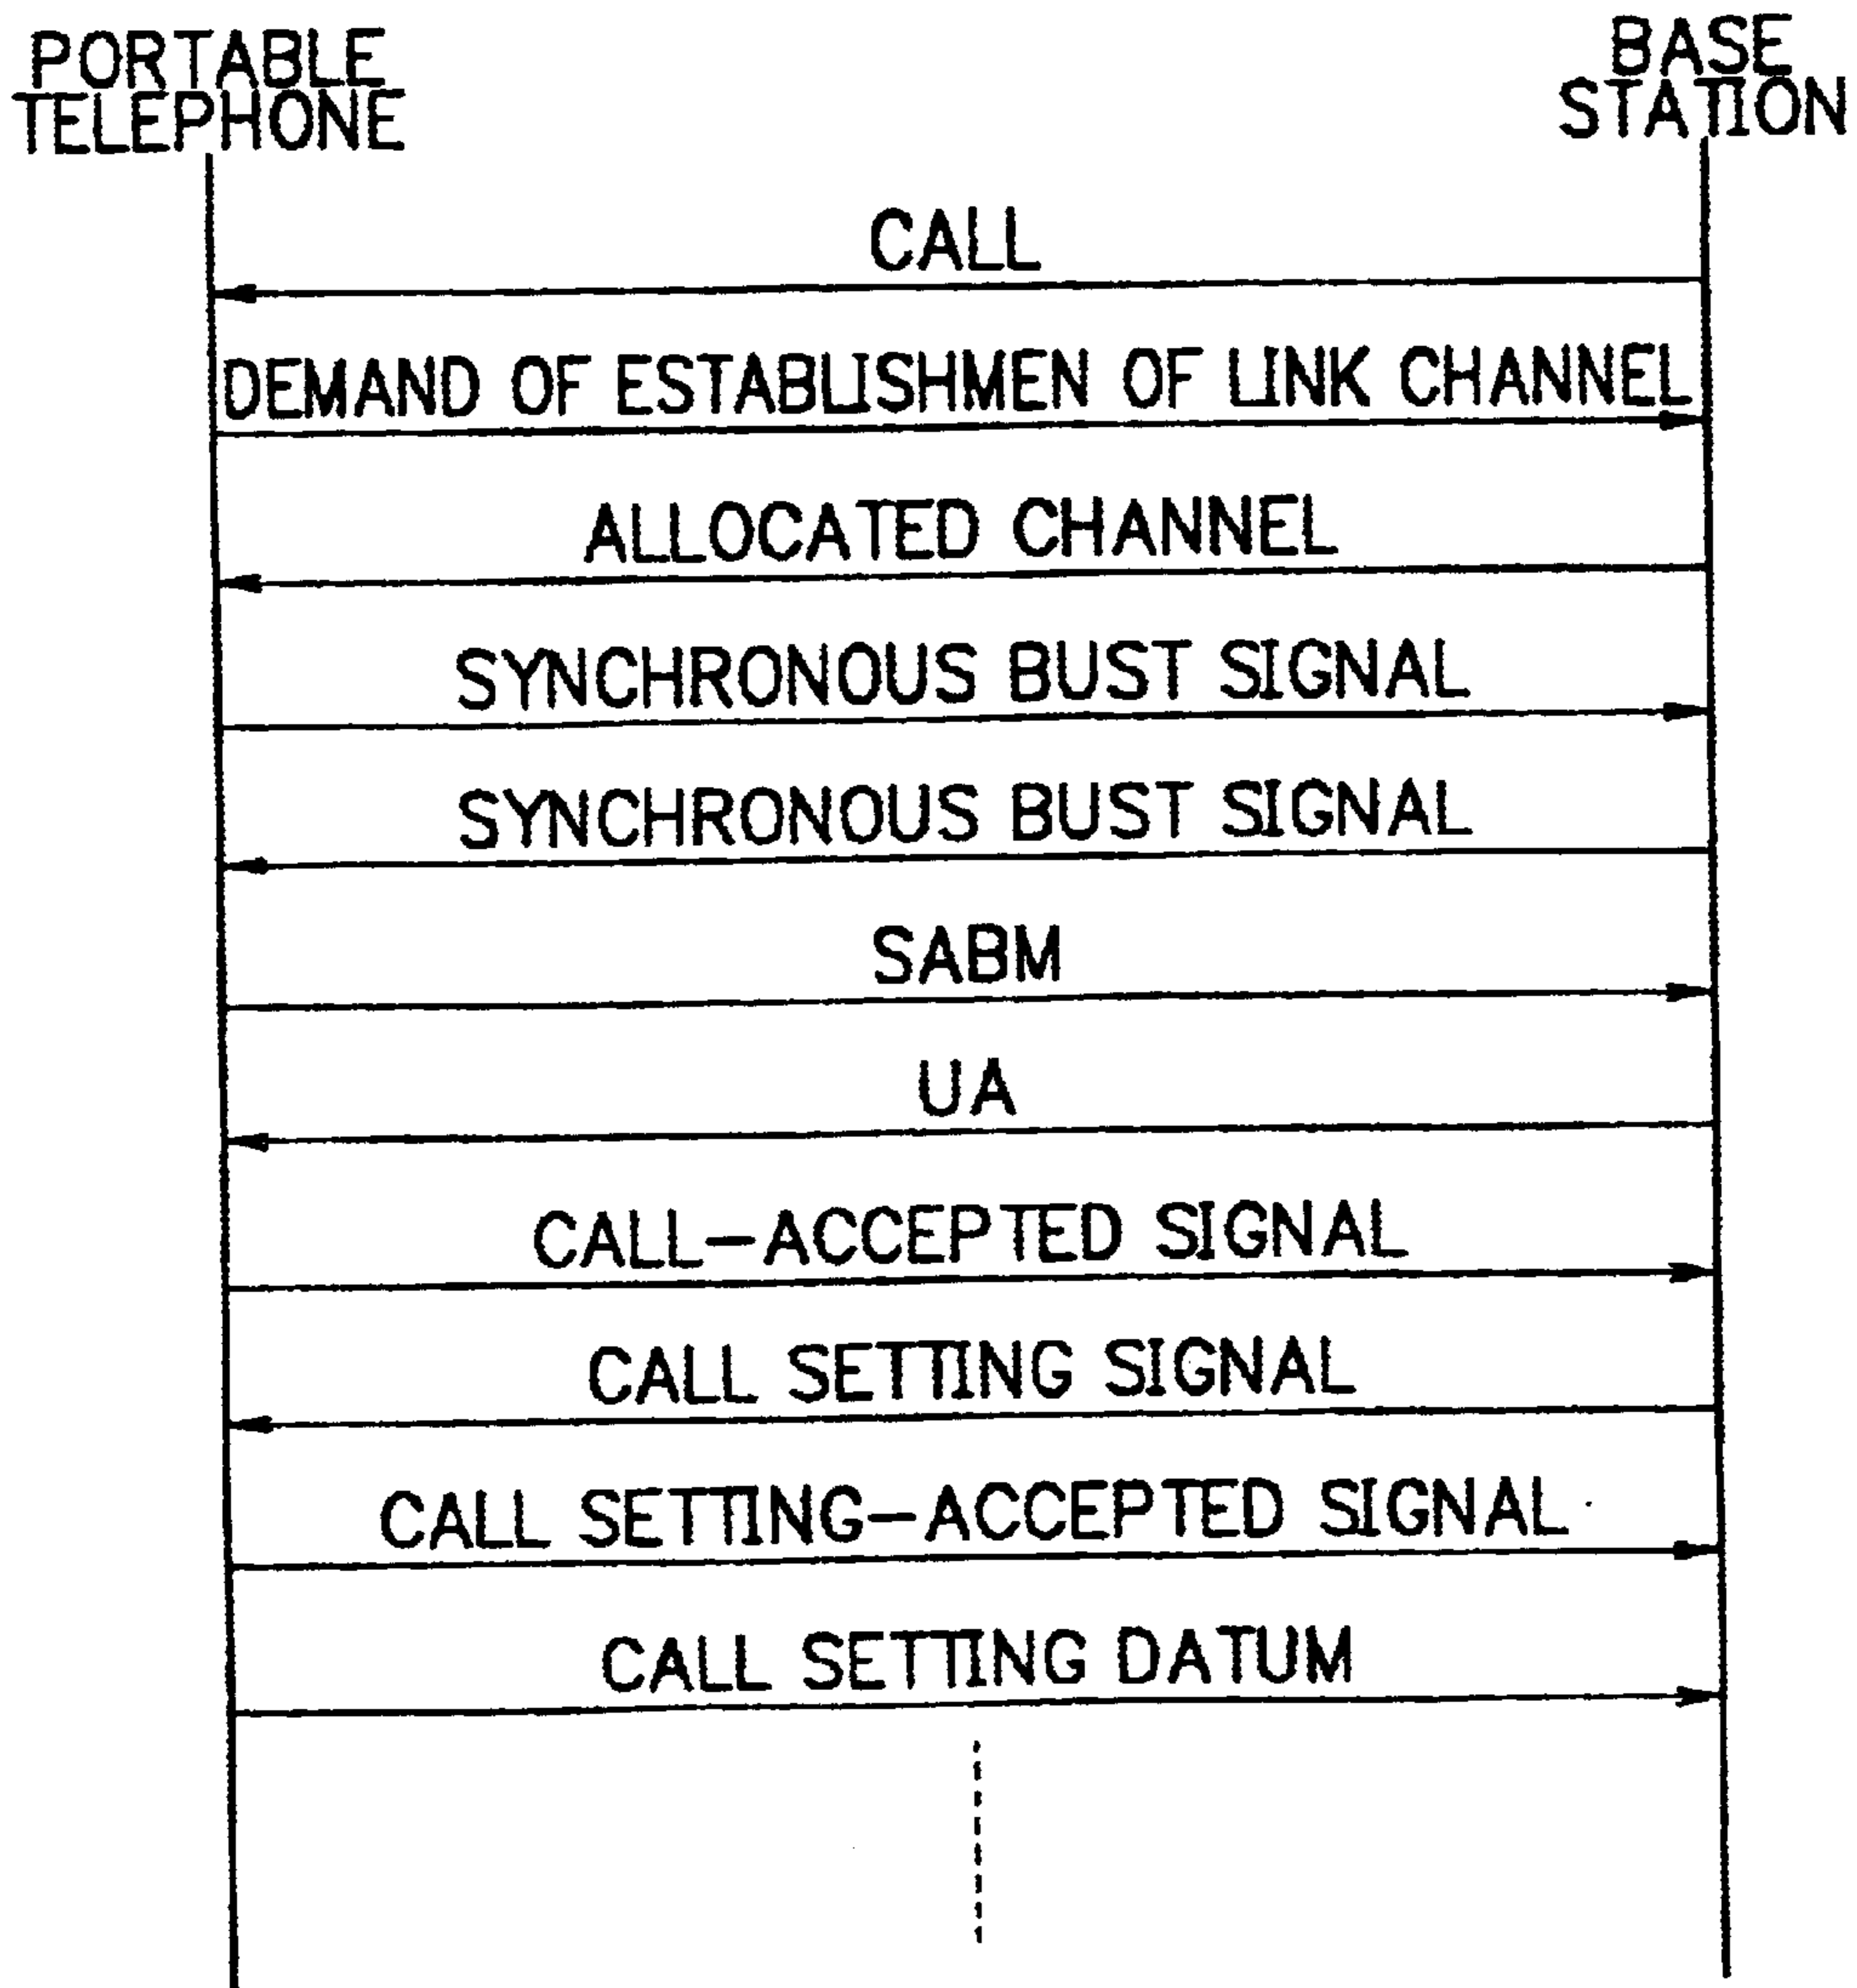 PORTABLE
TELEPHONE
BASE
STATION
CALL
DEMAND OF ESTABLISHMEN OF LINK CHANNEL
ALLOCATED CHANNEL
SYNCHRONOUS BUST SIGNAL
SYNCHRONOUS BUST SIGNAL
SABM
UA
CALL-ACCEPTED SIGNAL
CALL SETTING SIGNAL
CALL SETTING-ACCEPTED SIGNAL
CALL SETTING DATUM